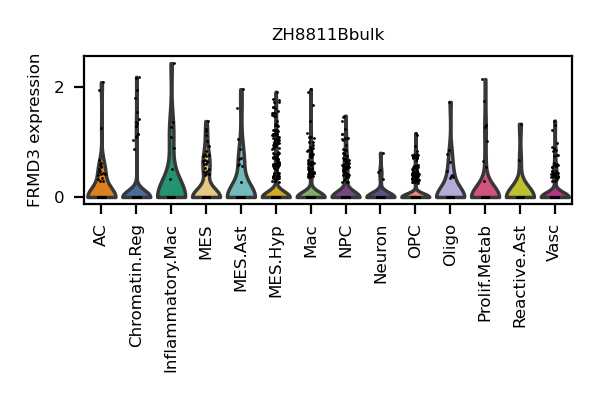 ZH8811Bbulk
FRMD3 expression
2
0
AC
Chromatin.Reg
Inflammatory.Mac
MES
MES.Ast
MES.Hyp
Mac
NPC
Neuron
OPC
Oligo
Prolif.Metab
Reactive.Ast
Vasc